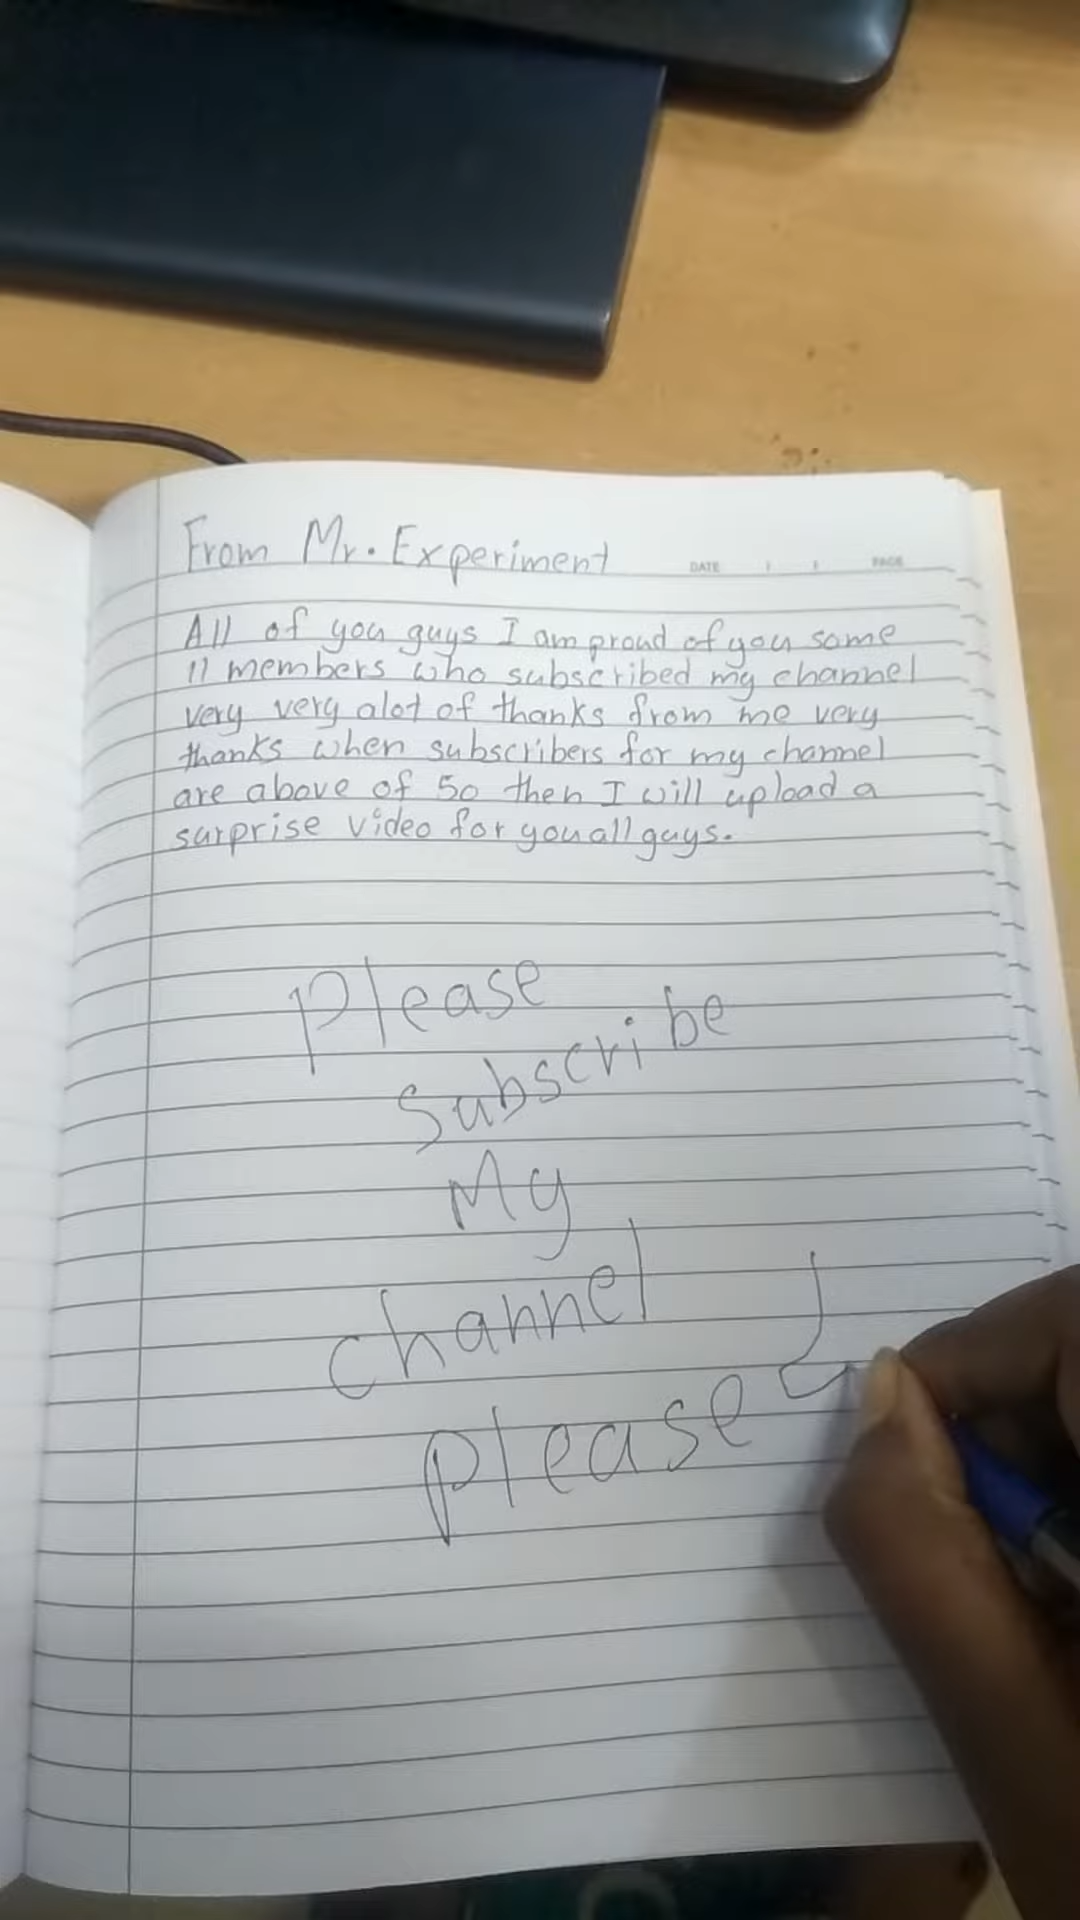 From Mr. Experiment
DATE / / PAGE
All of you guys I am proud of you some
11 members who subscribed my channel
very very alot of thanks from me very
thanks when subscribers for my channel
are above of 50 then I will upload a
surprise video for you all guys.
Please
subscribe
My
channel
please